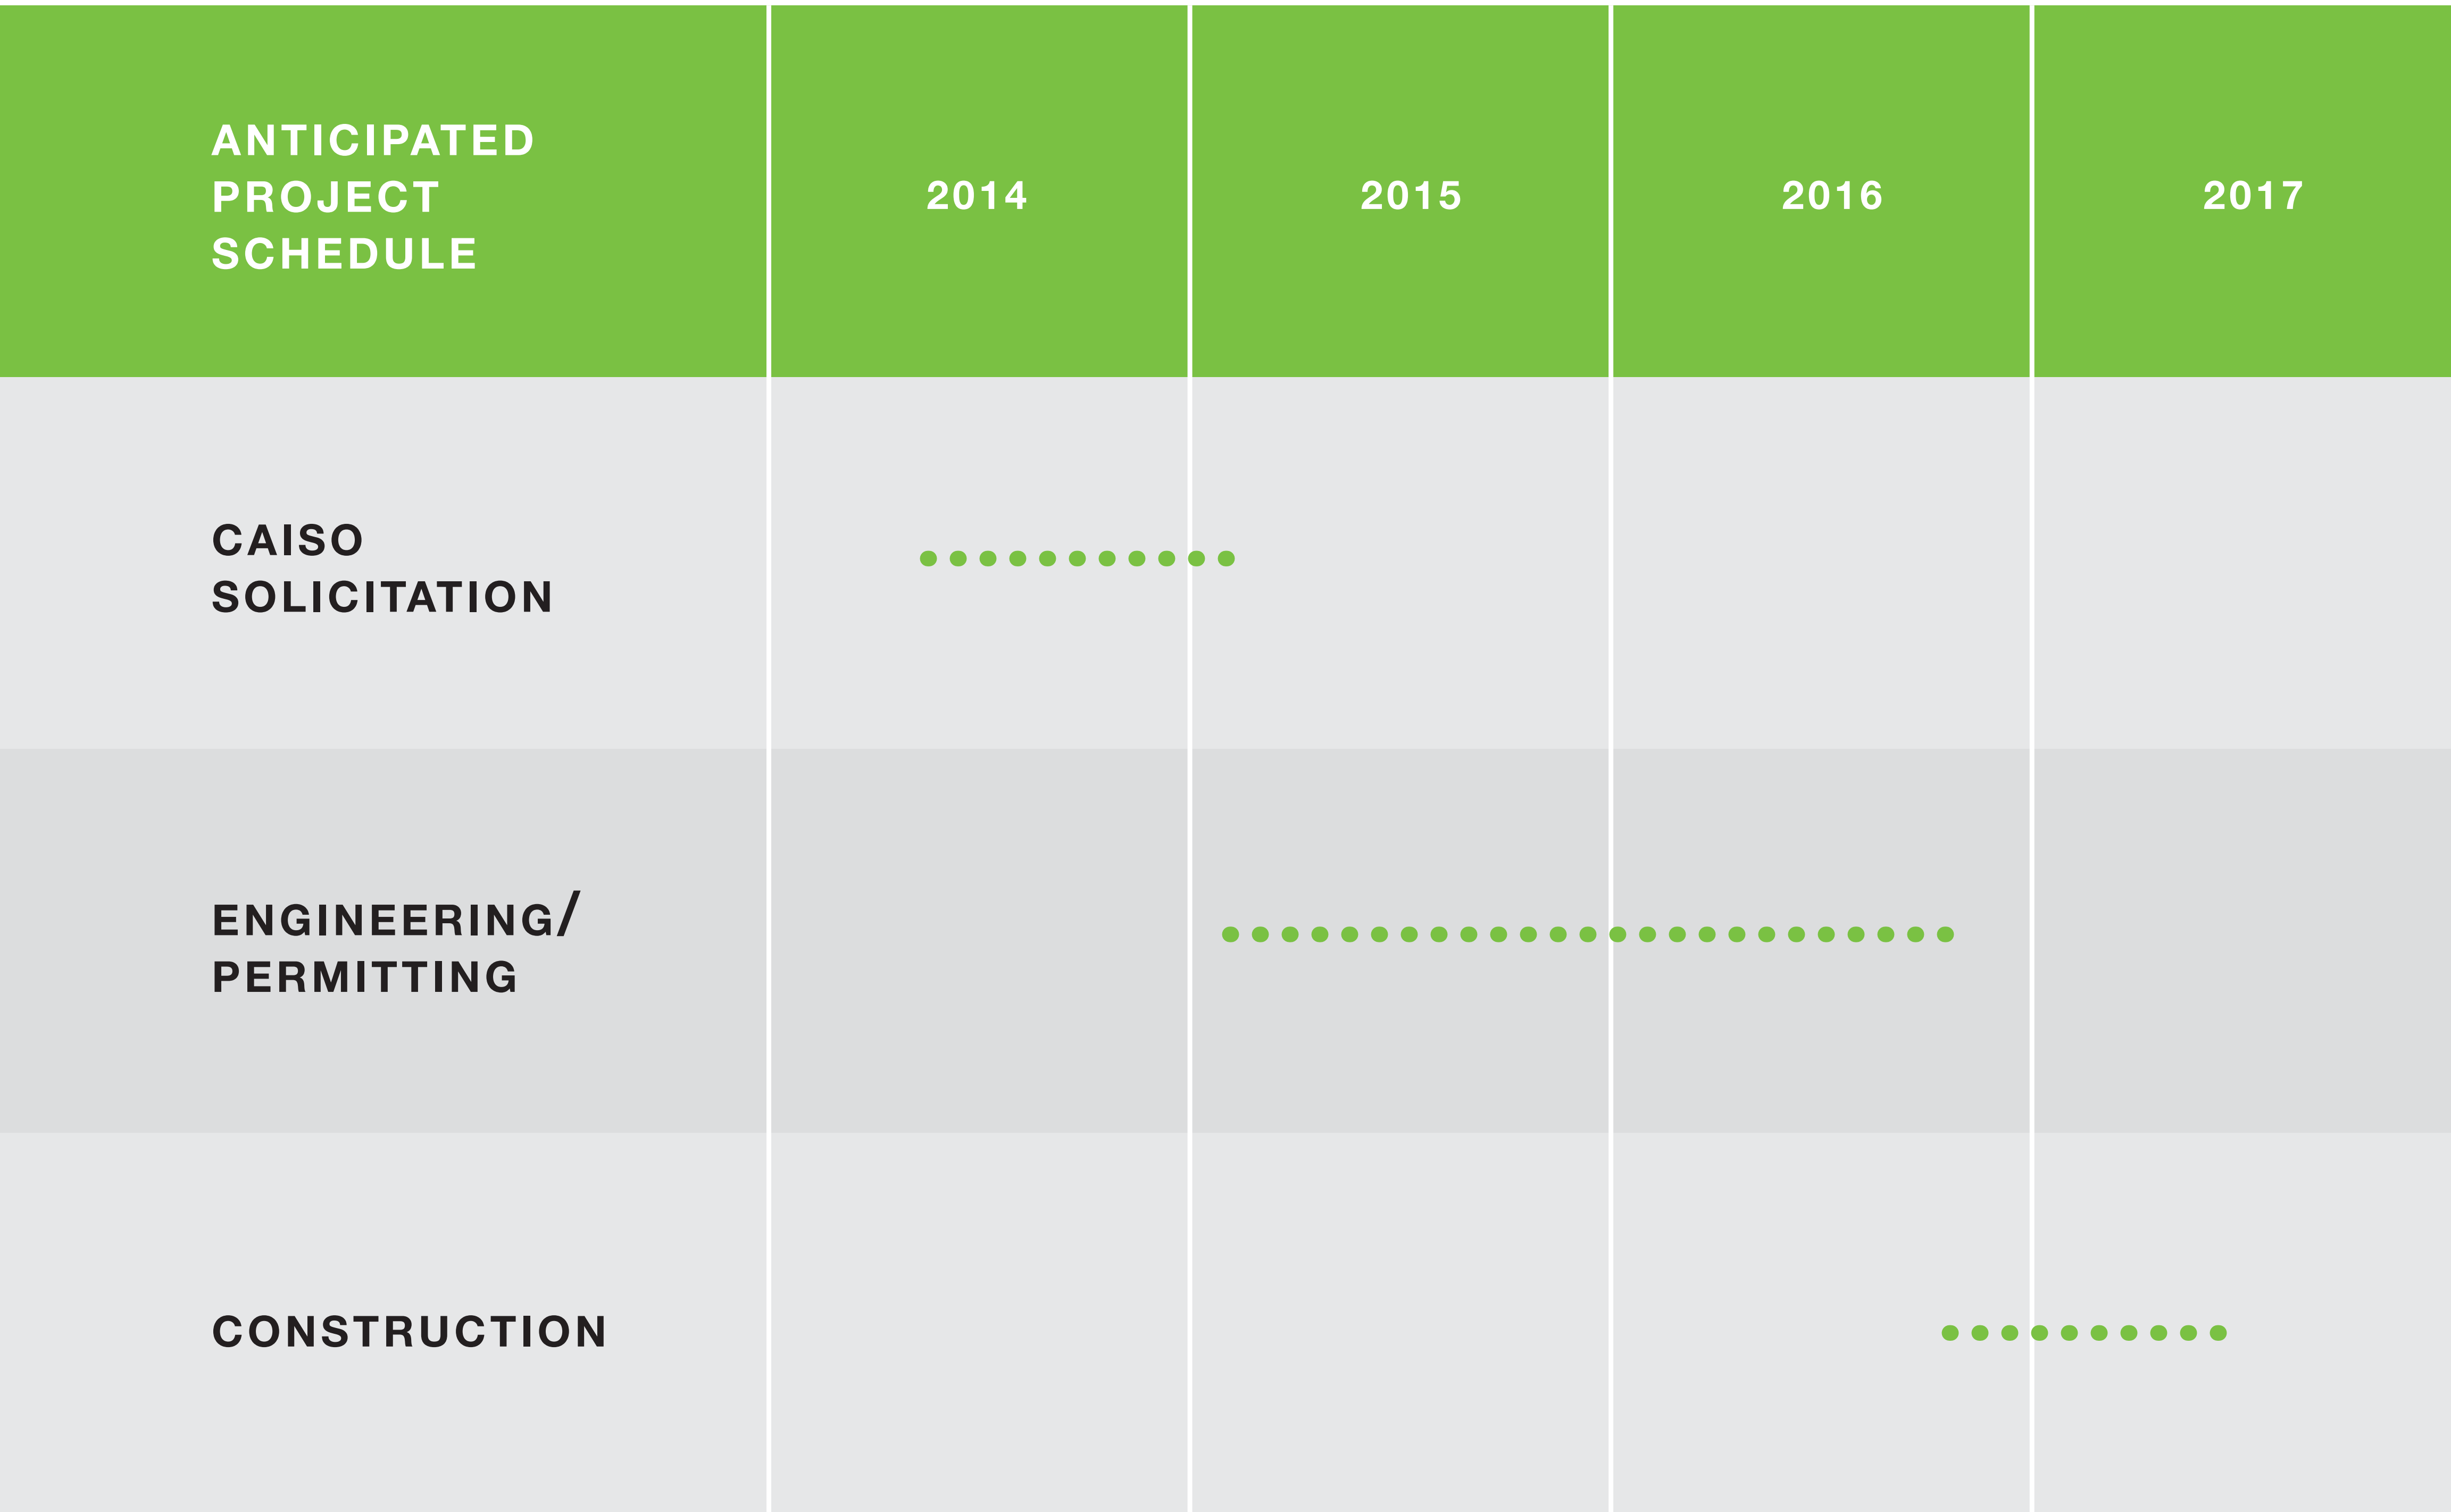 ANTICIPATED
PROJECT
SCHEDULE
2014
2015
2016
2017
CAISO
SOLICITATION
ENGINEERING/
PERMITTING
CONSTRUCTION